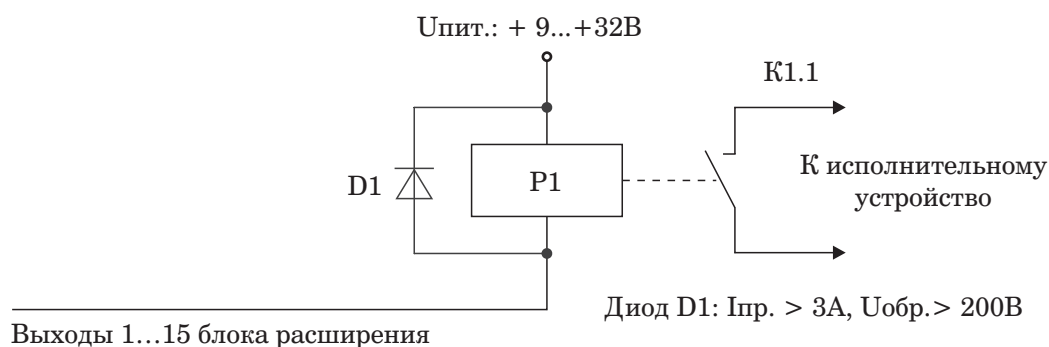 Uпит.: + 9...+32В
К1.1
D1
Р1
К исполнительному
устройство
Диод D1: Iпр. > 3А, Uобр.> 200В
Выходы 1...15 блока расширения